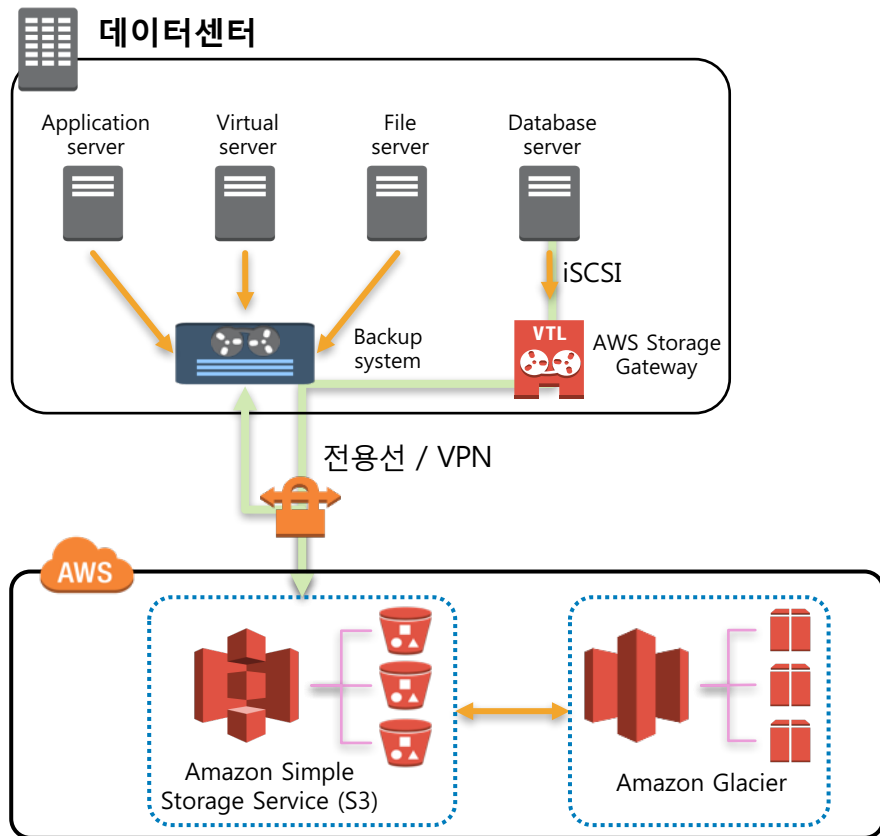 데이터센터
Application
server
Virtual
server
File
server
Database
server
iSCSI
Backup
system
VTL
AWS Storage
Gateway
전용선 / VPN
AWS
Amazon Simple
Storage Service (S3)
Amazon Glacier